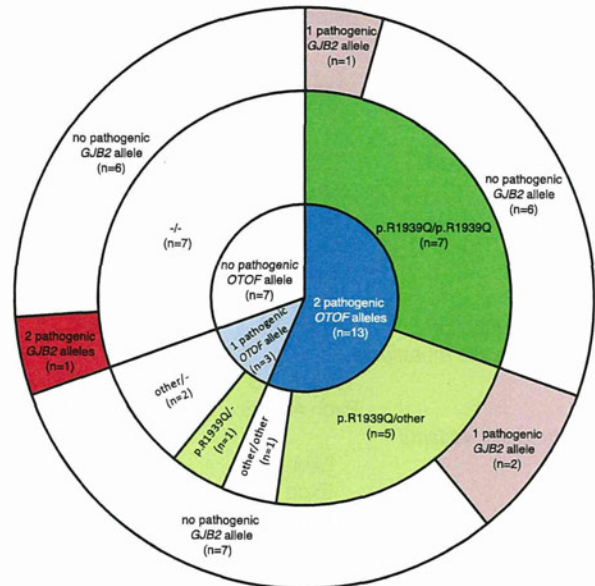 1 pathogenic
GJB2 allele
(n=1)
no pathogenic
GJB2 allele
(n=6)
no pathogenic
GJB2 allele
(n=6)
p.R1939Q/p.R1939Q
(n=7)
-/-
(n=7)
no pathogenic
OTOF allele
(n=7)
2 pathogenic
OTOF alleles
(n=13)
1 pathogenic
OTOF allele
(n=3)
2 pathogenic
GJB2 alleles
(n=1)
other/-
(n=2)
p.R1939Q/-
(n=1)
other/other
(n=1)
p.R1939Q/other
(n=5)
1 pathogenic
GJB2 allele
(n=2)
no pathogenic
GJB2 allele
(n=7)